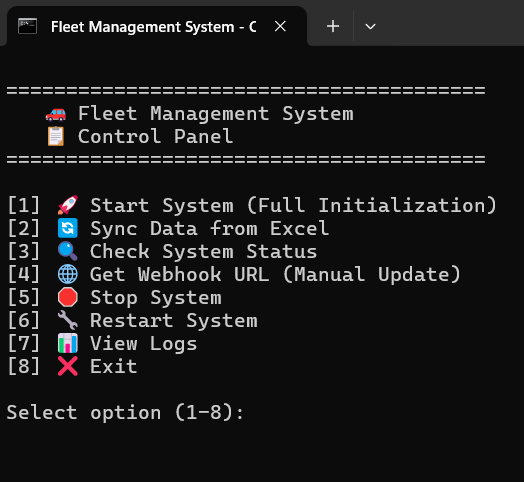 Fleet Management System - C
========================================
🚗 Fleet Management System
📋 Control Panel
========================================
[1] 🚀 Start System (Full Initialization)
[2] 🔄 Sync Data from Excel
[3] 🔍 Check System Status
[4] 🌐 Get Webhook URL (Manual Update)
[5] 🛑 Stop System
[6] 🔧 Restart System
[7] 📊 View Logs
[8] ❌ Exit
Select option (1-8):